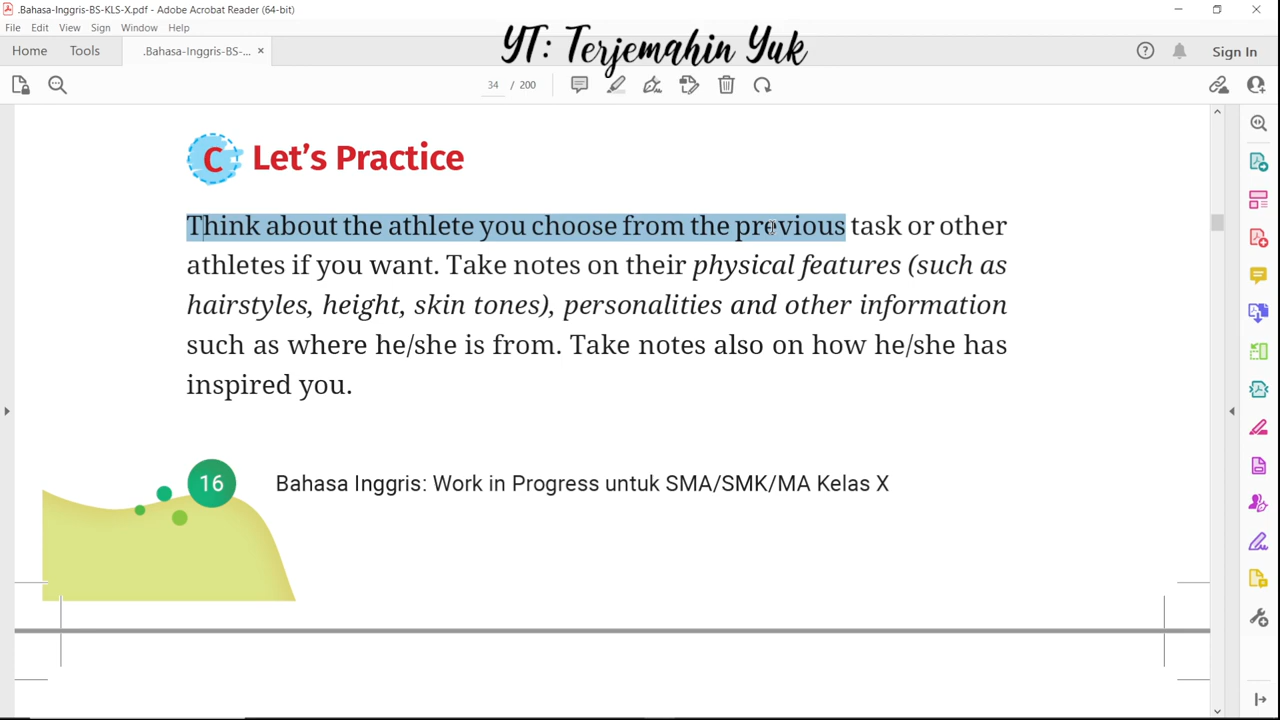 .Bahasa-Inggris-BS-KLS-X.pdf - Adobe Acrobat Reader (64-bit)
File Edit View Sign Window Help
YT: Terjemahin Yuk
Home Tools .Bahasa-Inggris-BS-... × Sign In
34 / 200
C Let's Practice
Think about the athlete you choose from the previous task or other
athletes if you want. Take notes on their physical features (such as
hairstyles, height, skin tones), personalities and other information
such as where he/she is from. Take notes also on how he/she has
inspired you.
16 Bahasa Inggris: Work in Progress untuk SMA/SMK/MA Kelas X